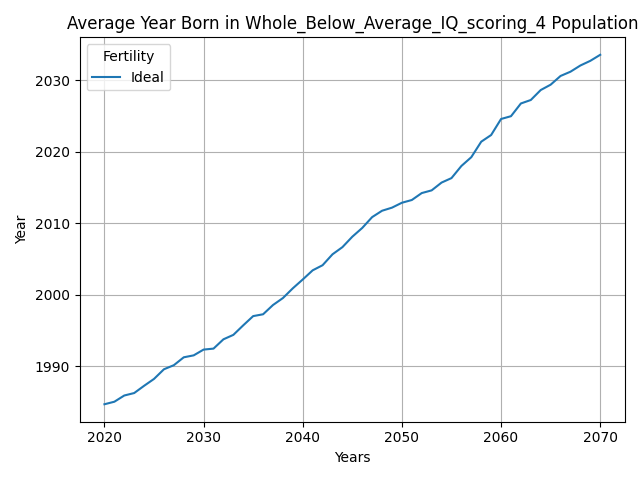 Average Year Born in Whole_Below_Average_IQ_scoring_4 Population
Fertility
Ideal
Year
2030
2020
2010
2000
1990
2020 2030 2040 2050 2060 2070
Years